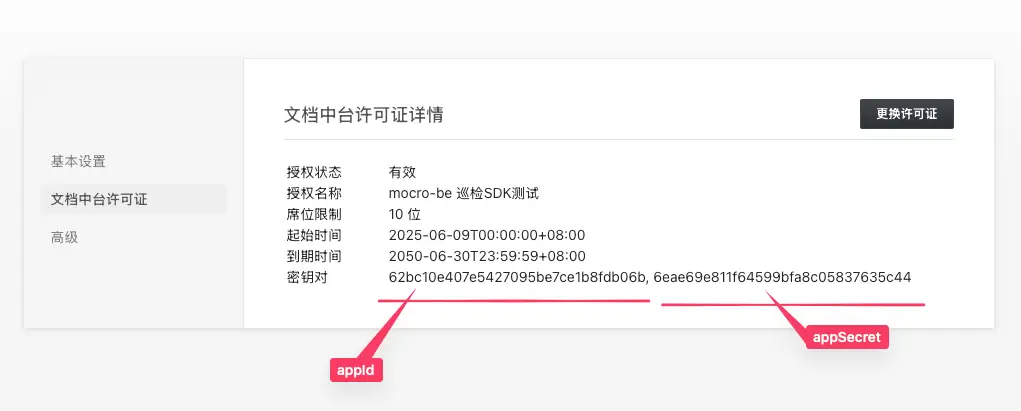 基本设置
文档中台许可证
高级
文档中台许可证详情
更换许可证
授权状态 有效
授权名称 mocro-be 巡检SDK测试
席位限制 10 位
起始时间 2025-06-09T00:00:00+08:00
到期时间 2050-06-30T23:59:59+08:00
密钥对 62bc10e407e5427095be7ce1b8fdb06b, 6eae69e811f64599bfa8c05837635c44
appSecret
appId